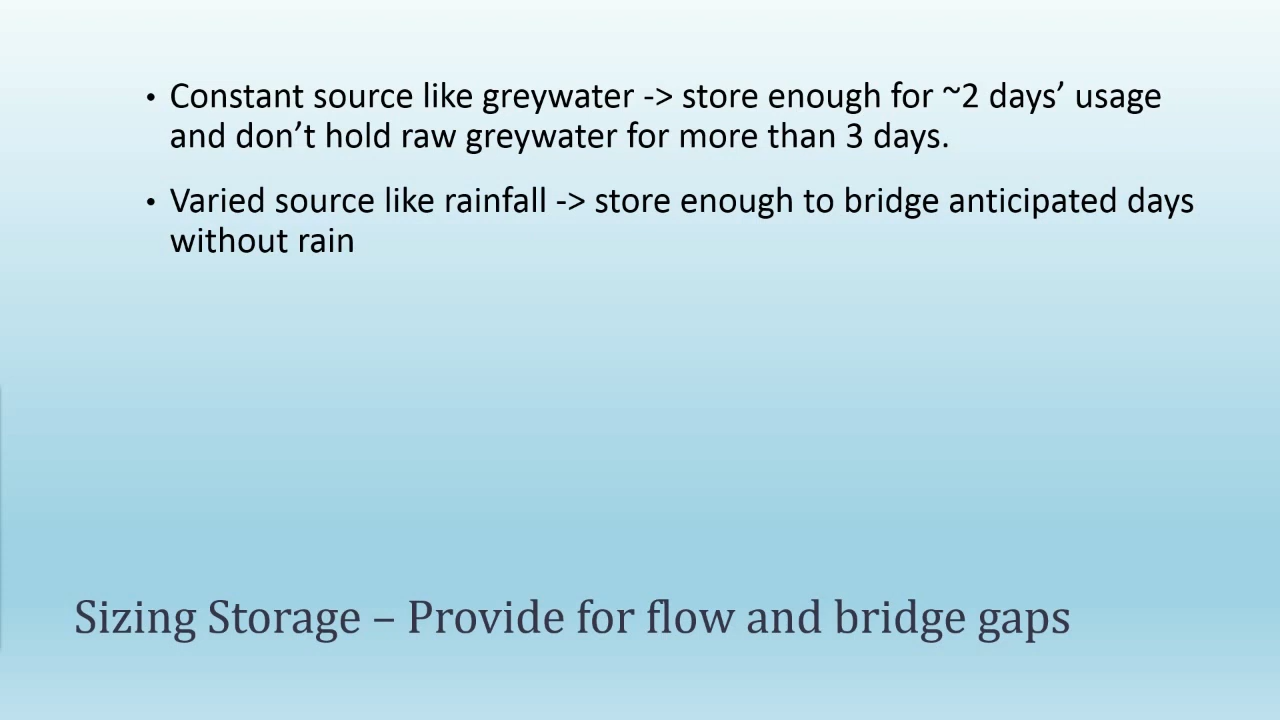 • Constant source like greywater -> store enough for ~2 days’ usage
and don’t hold raw greywater for more than 3 days.
• Varied source like rainfall -> store enough to bridge anticipated days
without rain
Sizing Storage – Provide for flow and bridge gaps